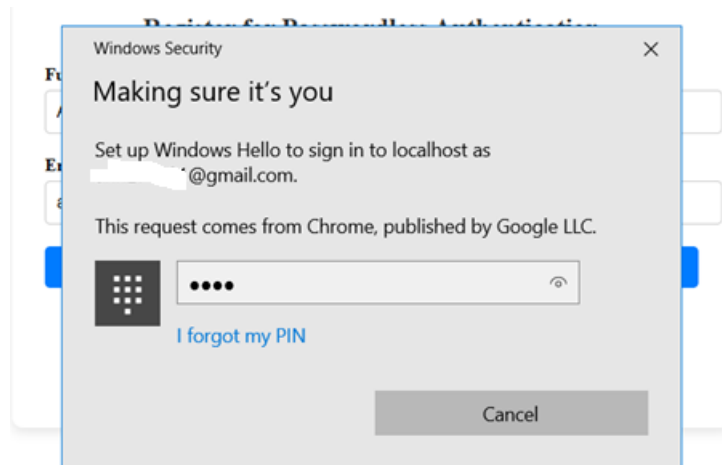 Windows Security
Making sure it's you
Set up Windows Hello to sign in to localhost as
@gmail.com.
This request comes from Chrome, published by Google LLC.
I forgot my PIN
Cancel